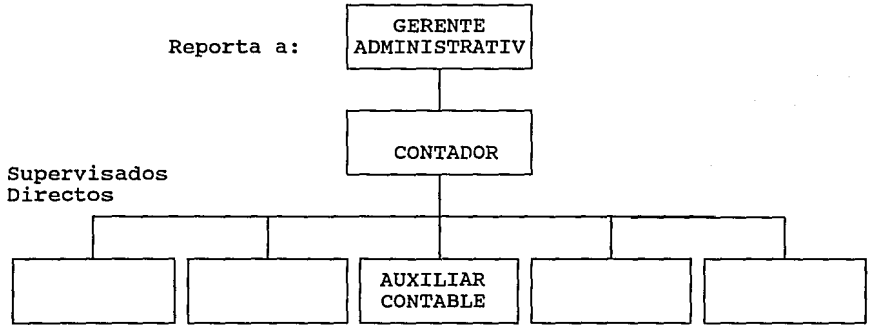 GERENTE
Reporta a: ADMINISTRATIV
CONTADOR
Supervisados
Directos
AUXILIAR
CONTABLE